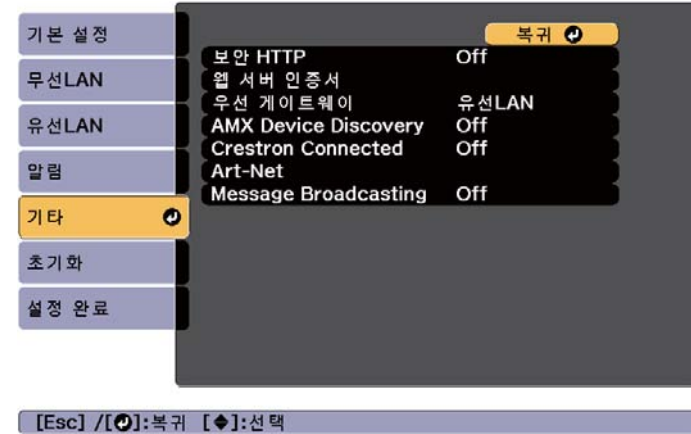 기본 설정
무선LAN
유선LAN
알림
기타
초기화
설정 완료
복귀
보안 HTTP Off
웹 서버 인증서
우선 게이트웨이 유선LAN
AMX Device Discovery Off
Crestron Connected Off
Art-Net
Message Broadcasting Off
[Esc] /[⏎]:복귀 [◆]:선택